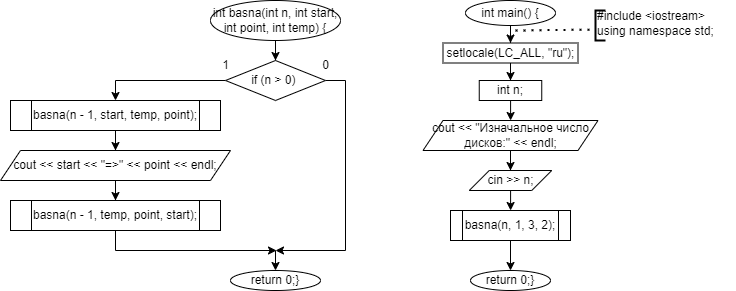 int basna(int n, int start,
int point, int temp) {
1
0
if (n > 0)
basna(n - 1, start, temp, point);
cout << start << "=>" << point << endl;
basna(n - 1, temp, point, start);
return 0;}
int main() {
#include <iostream>
using namespace std;
setlocale(LC_ALL, "ru");
int n;
cout << "Изначальное число
дисков:" << endl;
cin >> n;
basna(n, 1, 3, 2);
return 0;}